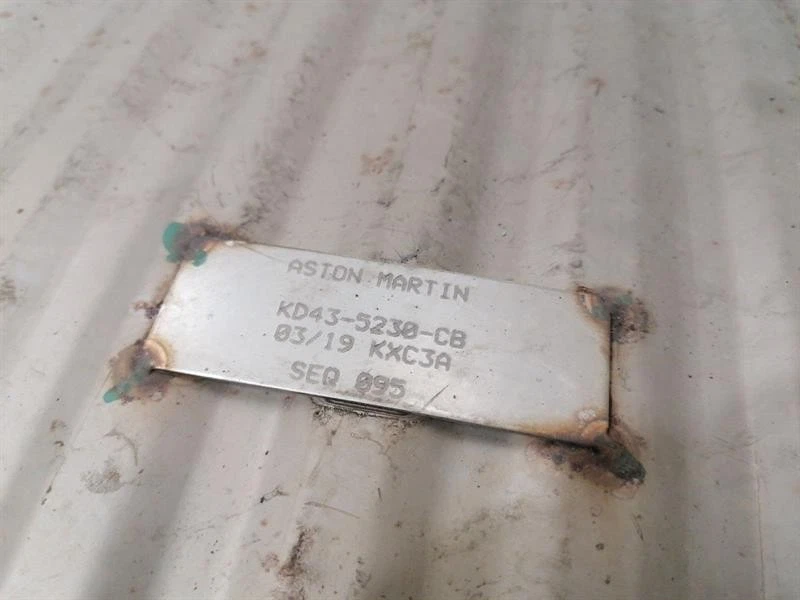 ASTON MARTIN
KD43-5230-CB
03/19 KXC3A
SEQ 095